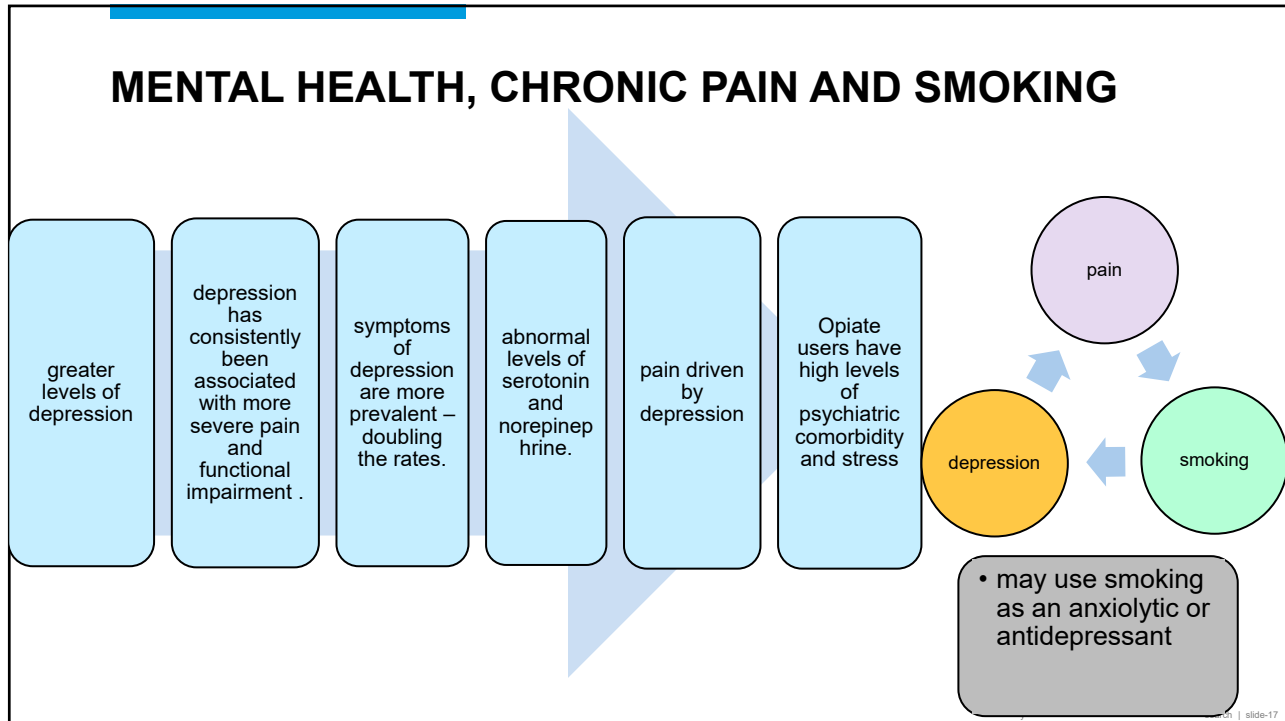 MENTAL HEALTH, CHRONIC PAIN AND SMOKING
greater
levels of
depression
depression
has
consistently
been
associated
with more
severe pain
and
functional
impairment .
symptoms
of
depression
are more
prevalent –
doubling
the rates.
abnormal
levels of
serotonin
and
norepinep
hrine.
pain driven
by
depression
Opiate
users have
high levels
of
psychiatric
comorbidity
and stress
pain
smoking
depression
• may use smoking
as an anxiolytic or
antidepressant
| slide-17